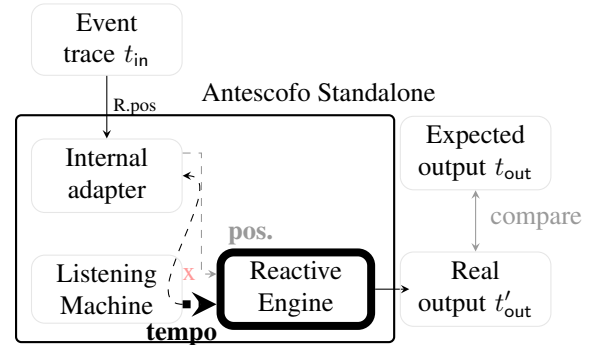 Event
trace t_in
R.pos
Antescofo Standalone
Internal
adapter
Expected
output t_out
pos.
compare
Listening
Machine
x
Reactive
Engine
Real
output t'_out
tempo